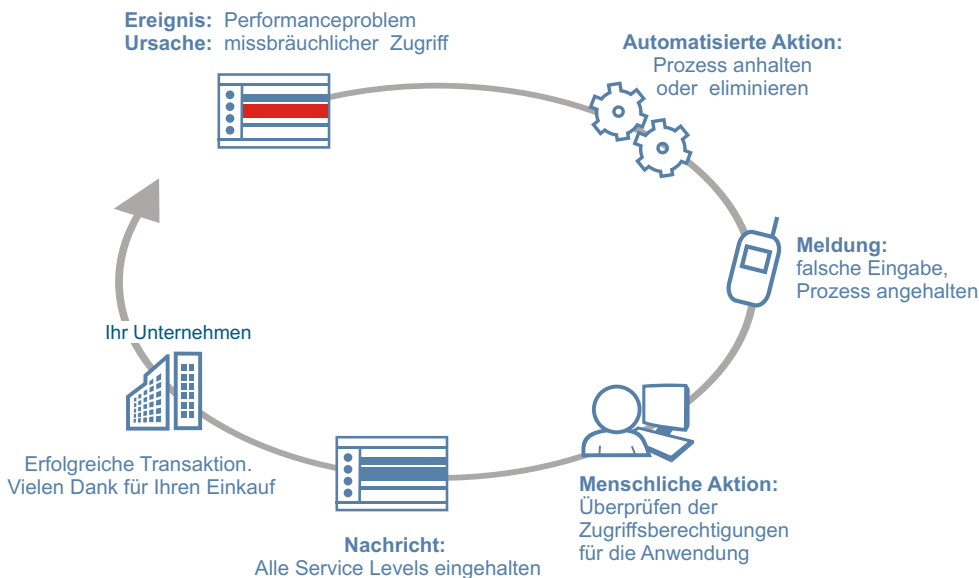 Ereignis: Performanceproblem
Ursache: missbräuchlicher Zugriff
Automatisierte Aktion:
Prozess anhalten
oder eliminieren
Meldung:
falsche Eingabe,
Prozess angehalten
Menschliche Aktion:
Überprüfen der
Zugriffsberechtigungen
für die Anwendung
Nachricht:
Alle Service Levels eingehalten
Ihr Unternehmen
Erfolgreiche Transaktion.
Vielen Dank für Ihren Einkauf